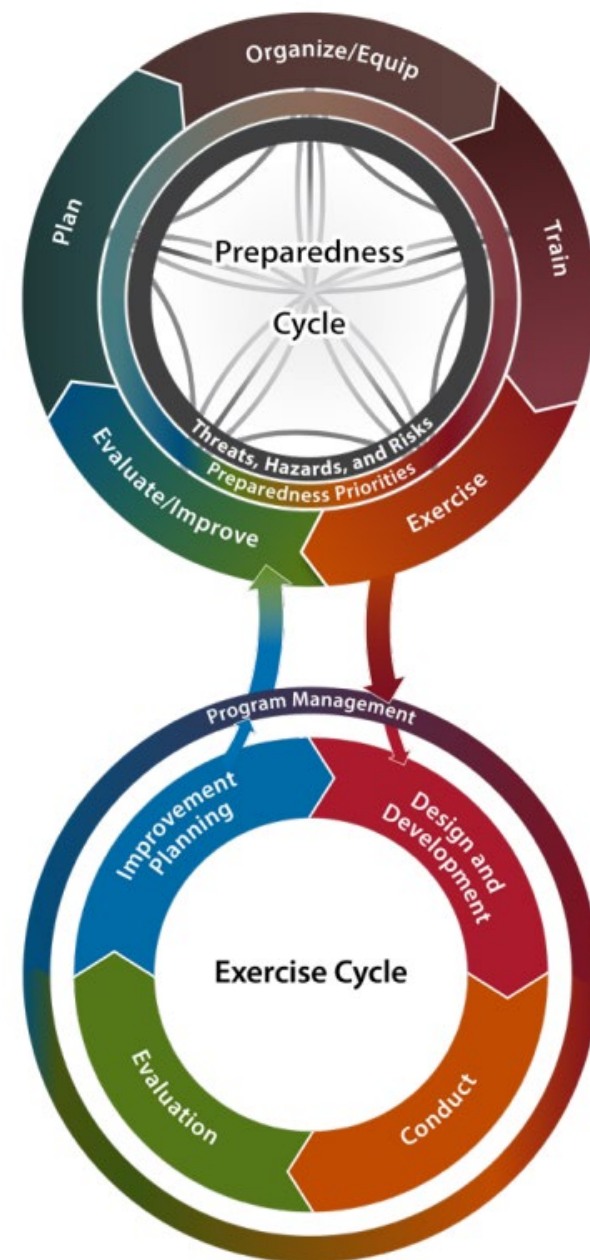 Organize/Equip
Plan
Train
Preparedness
Cycle
Threats, Hazards, and Risks
Preparedness Priorities
Evaluate/Improve
Exercise
Program Management
Improvement
Planning
Design and
Development
Exercise Cycle
Evaluation
Conduct